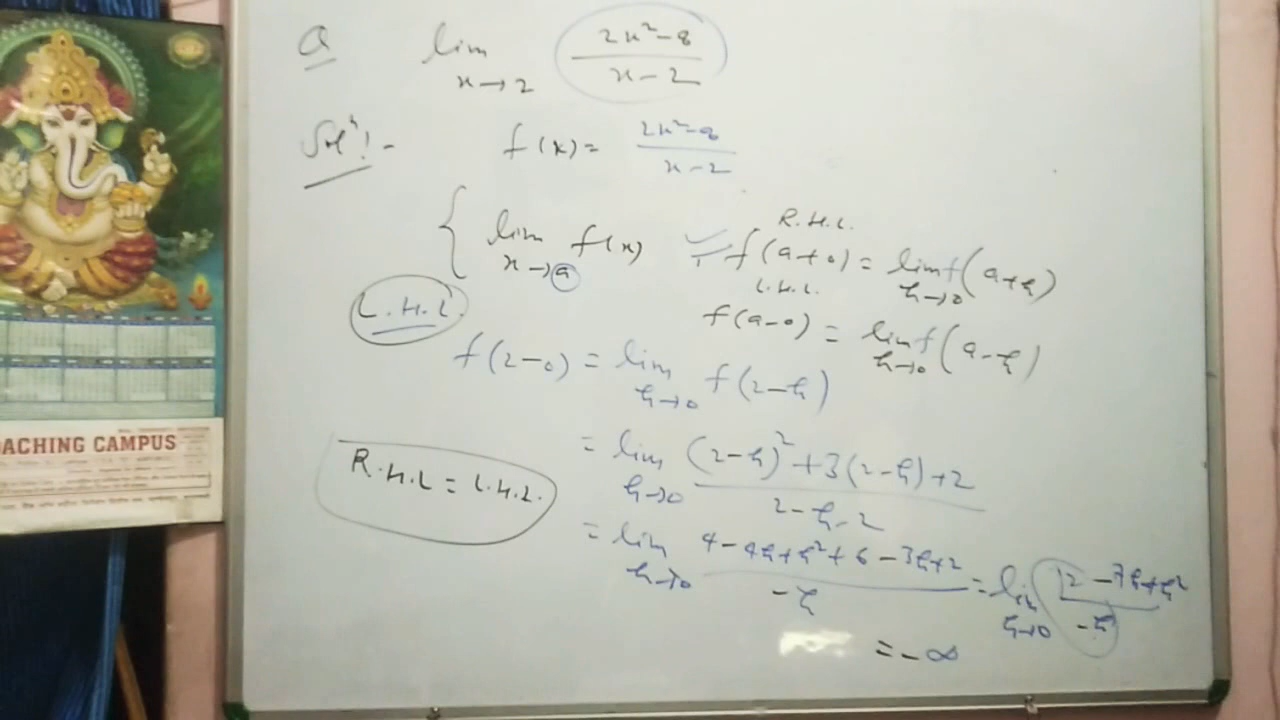 Q lim x→2 (2x²-8)/(x-2)
Solⁿ:- f(x) = (2x²-8)/(x-2)
{ lim x→a f(x)
R.H.L.
f(a+0) = lim h→0 f(a+h)
L.H.L.
f(a-0) = lim h→0 f(a-h)
L.H.L.
f(2-0) = lim h→0 f(2-h)
= lim h→0 ((2-h)²+3(2-h)+2)/(2-h-2)
= lim h→0 (4-4h+h²+6-3h+2)/(-h) = lim h→0 (12-7h+h²)/(-h)
= -∞
R.H.L = L.H.L.
ACHING CAMPUS